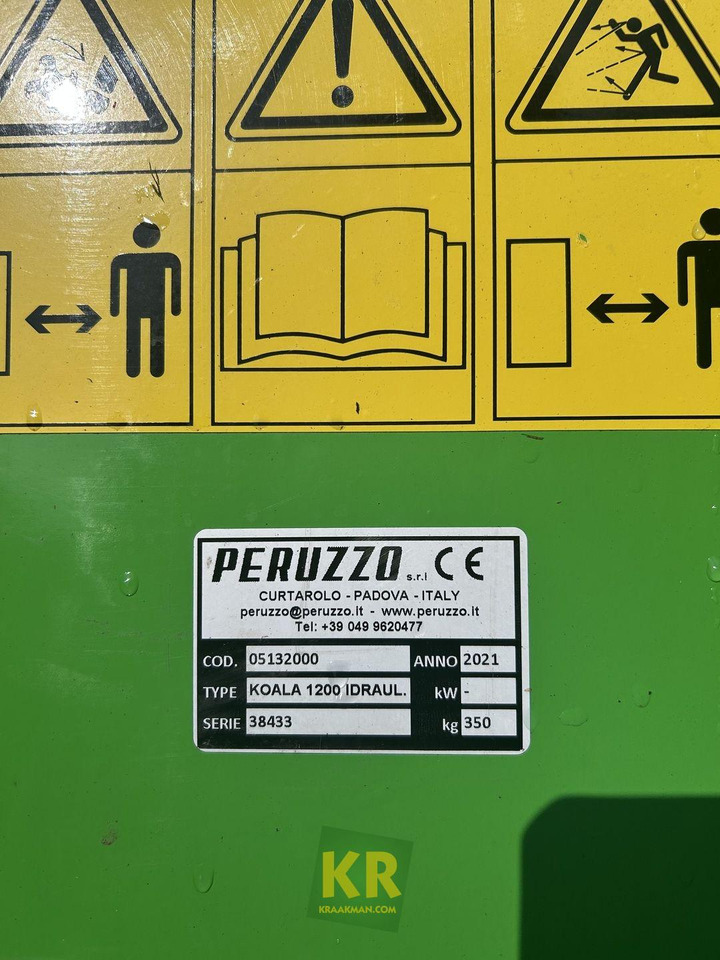 PERUZZO s.r.l CE
CURTAROLO - PADOVA - ITALY
peruzzo@peruzzo.it - www.peruzzo.it
Tel: +39 049 9620477
COD. 05132000 ANNO 2021
TYPE KOALA 1200 IDRAUL. kW -
SERIE 38433 kg 350
KR
KRAAKMAN.COM